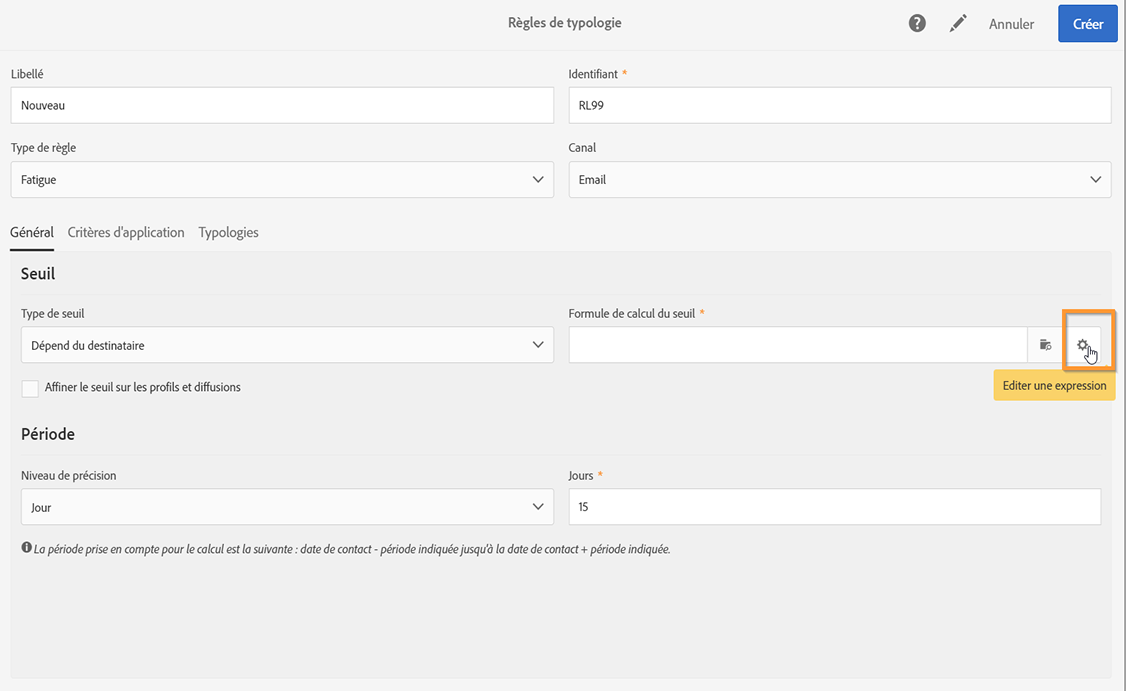 Règles de typologie
Annuler
Créer
Libellé
Identifiant *
Nouveau
RL99
Type de règle
Canal
Fatigue
Email
Général Critères d'application Typologies
Seuil
Type de seuil
Formule de calcul du seuil *
Dépend du destinataire
Affiner le seuil sur les profils et diffusions
Editer une expression
Période
Niveau de précision
Jours *
Jour
15
La période prise en compte pour le calcul est la suivante : date de contact - période indiquée jusqu'à la date de contact + période indiquée.